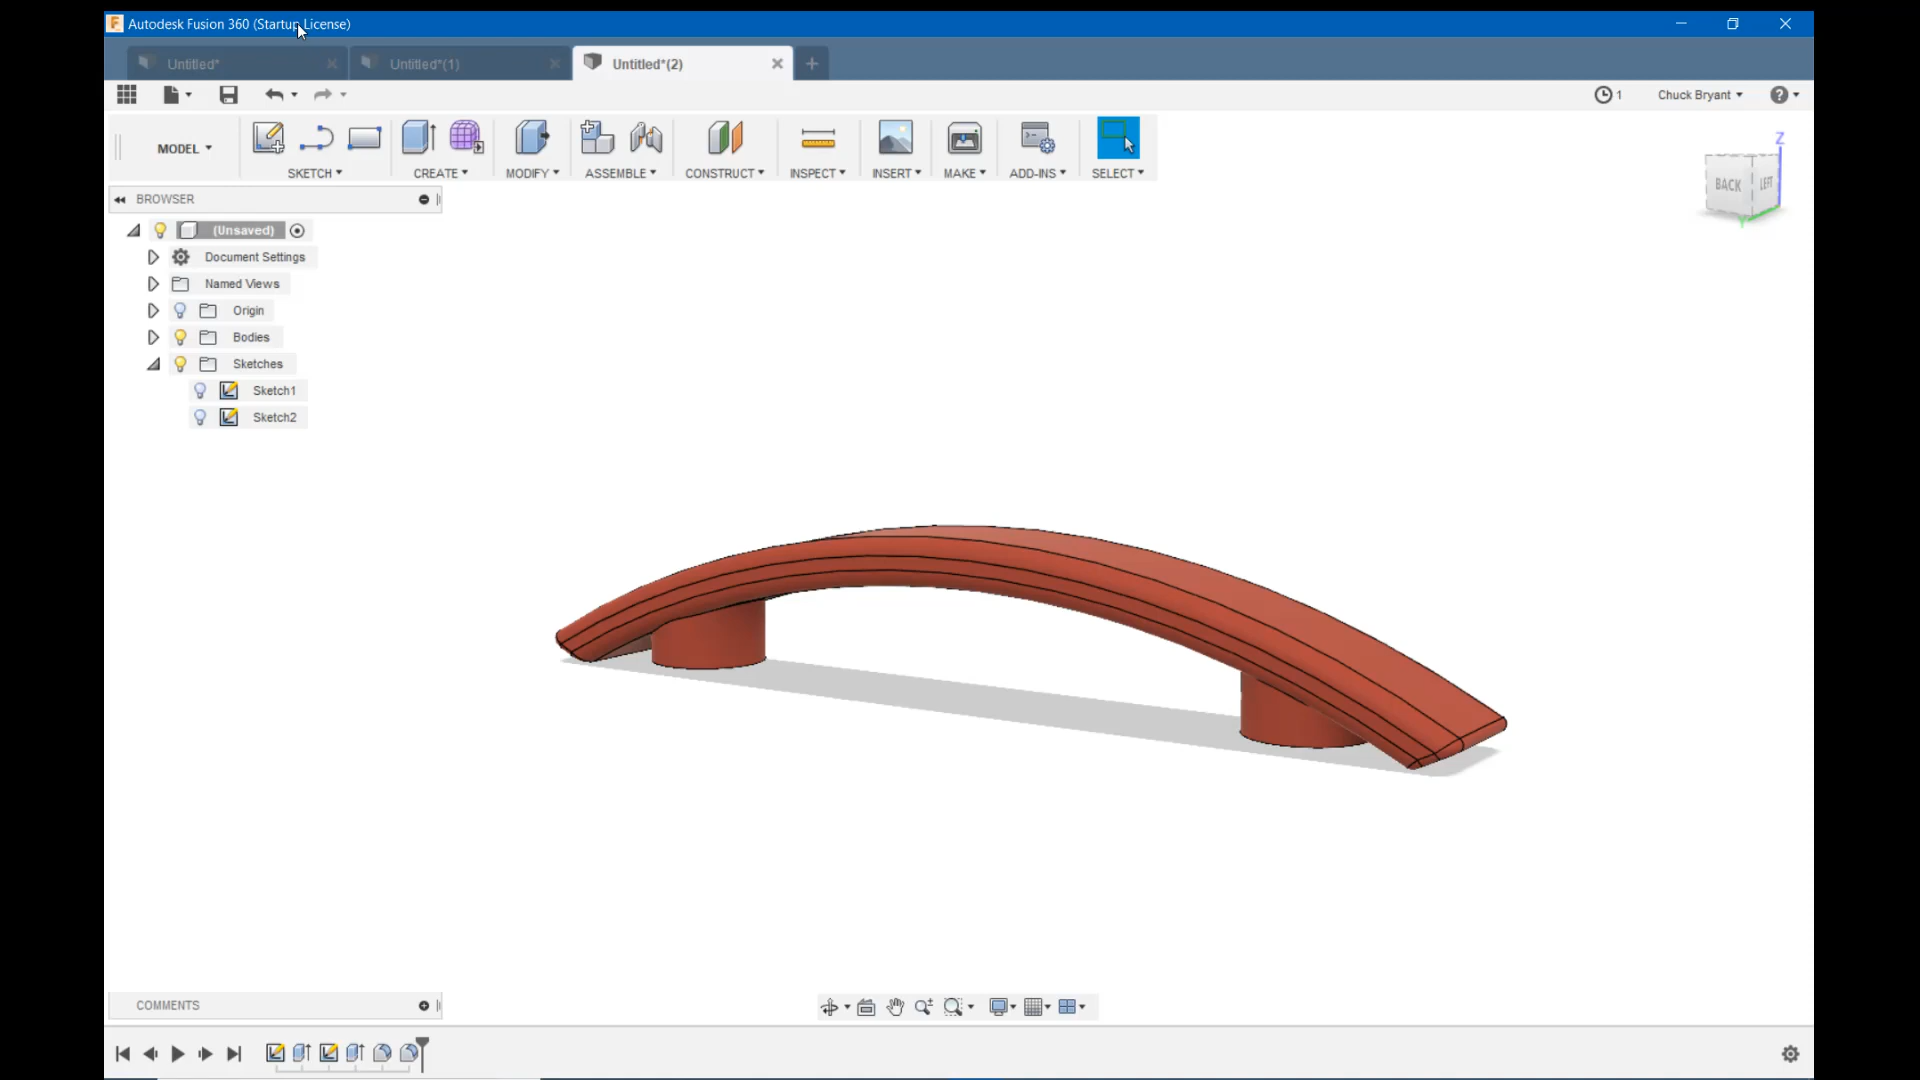 Autodesk Fusion 360 (Startup License)
Untitled*
Untitled*(1)
Untitled*(2)
1
Chuck Bryant
MODEL
SKETCH
CREATE
MODIFY
ASSEMBLE
CONSTRUCT
INSPECT
INSERT
MAKE
ADD-INS
SELECT
Z
BACK
LEFT
Y
BROWSER
(Unsaved)
Document Settings
Named Views
Origin
Bodies
Sketches
Sketch1
Sketch2
COMMENTS